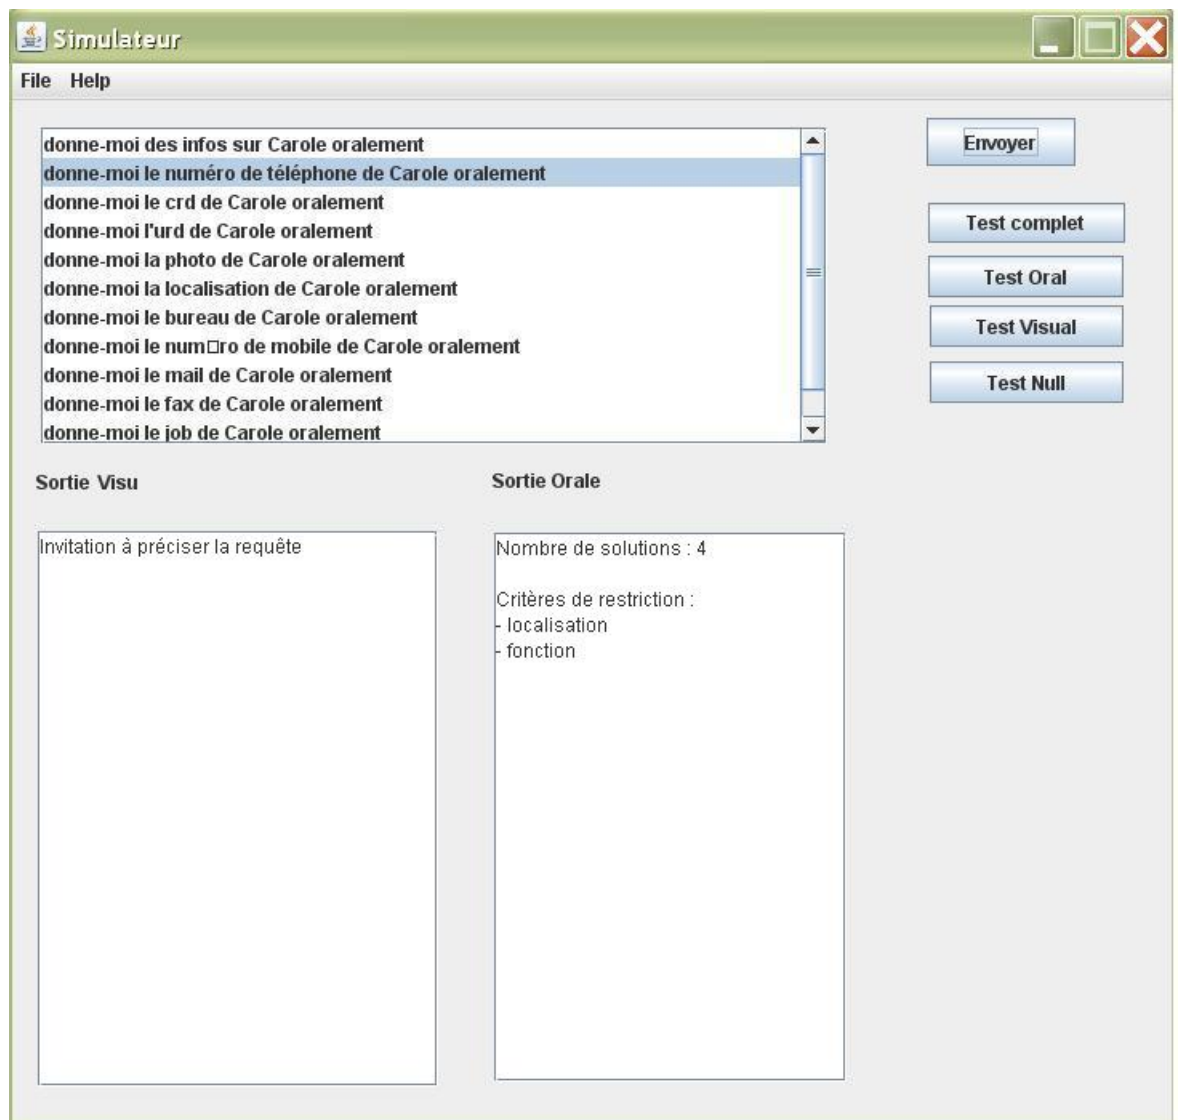 Simulateur
File Help
donne-moi des infos sur Carole oralement
donne-moi le numéro de téléphone de Carole oralement
donne-moi le crd de Carole oralement
donne-moi l'urd de Carole oralement
donne-moi la photo de Carole oralement
donne-moi la localisation de Carole oralement
donne-moi le bureau de Carole oralement
donne-moi le num□ro de mobile de Carole oralement
donne-moi le mail de Carole oralement
donne-moi le fax de Carole oralement
donne-moi le job de Carole oralement
Envoyer
Test complet
Test Oral
Test Visual
Test Null
Sortie Visu
Invitation à préciser la requête
Sortie Orale
Nombre de solutions : 4
Critères de restriction :
- localisation
- fonction